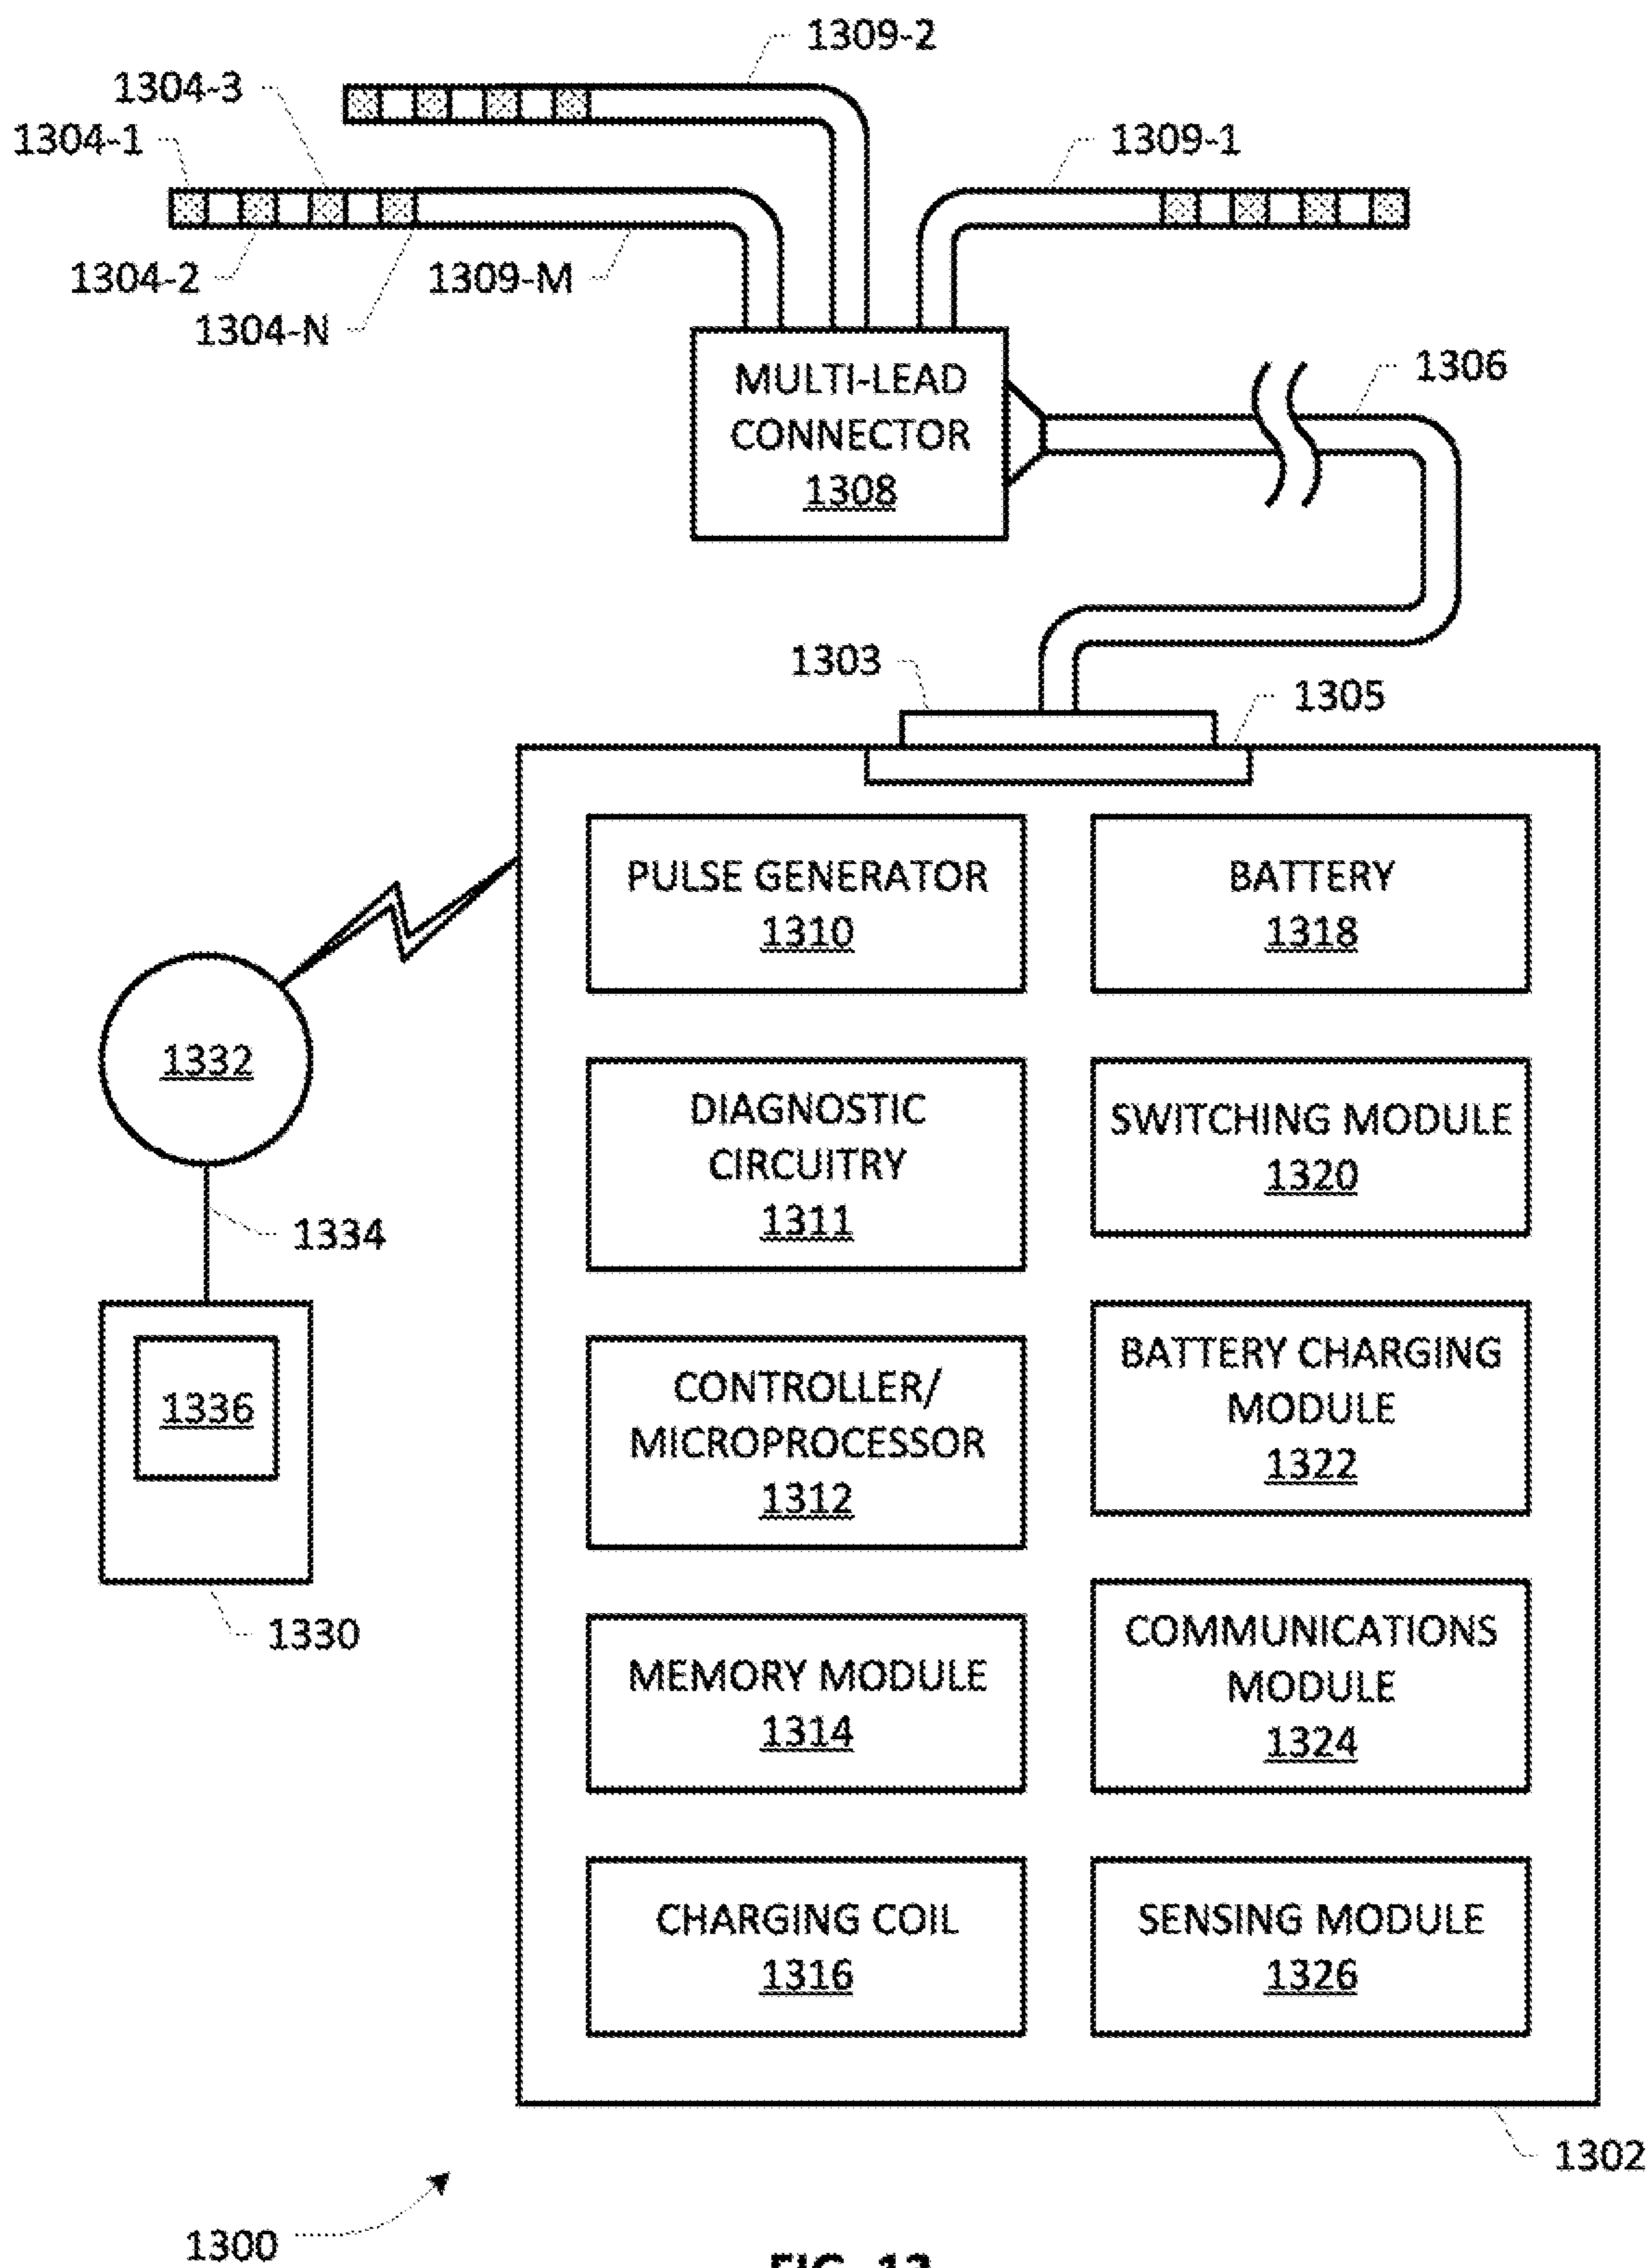 1309-2
1304-3
1304-1
1309-1
1304-2
1309-M
1304-N
MULTI-LEAD
CONNECTOR
1308
1306
1303
1305
PULSE GENERATOR
1310
BATTERY
1318
1332
DIAGNOSTIC
CIRCUITRY
1311
SWITCHING MODULE
1320
1334
1336
CONTROLLER/
MICROPROCESSOR
1312
BATTERY CHARGING
MODULE
1322
1330
MEMORY MODULE
1314
COMMUNICATIONS
MODULE
1324
CHARGING COIL
1316
SENSING MODULE
1326
1302
1300
FIG. 13